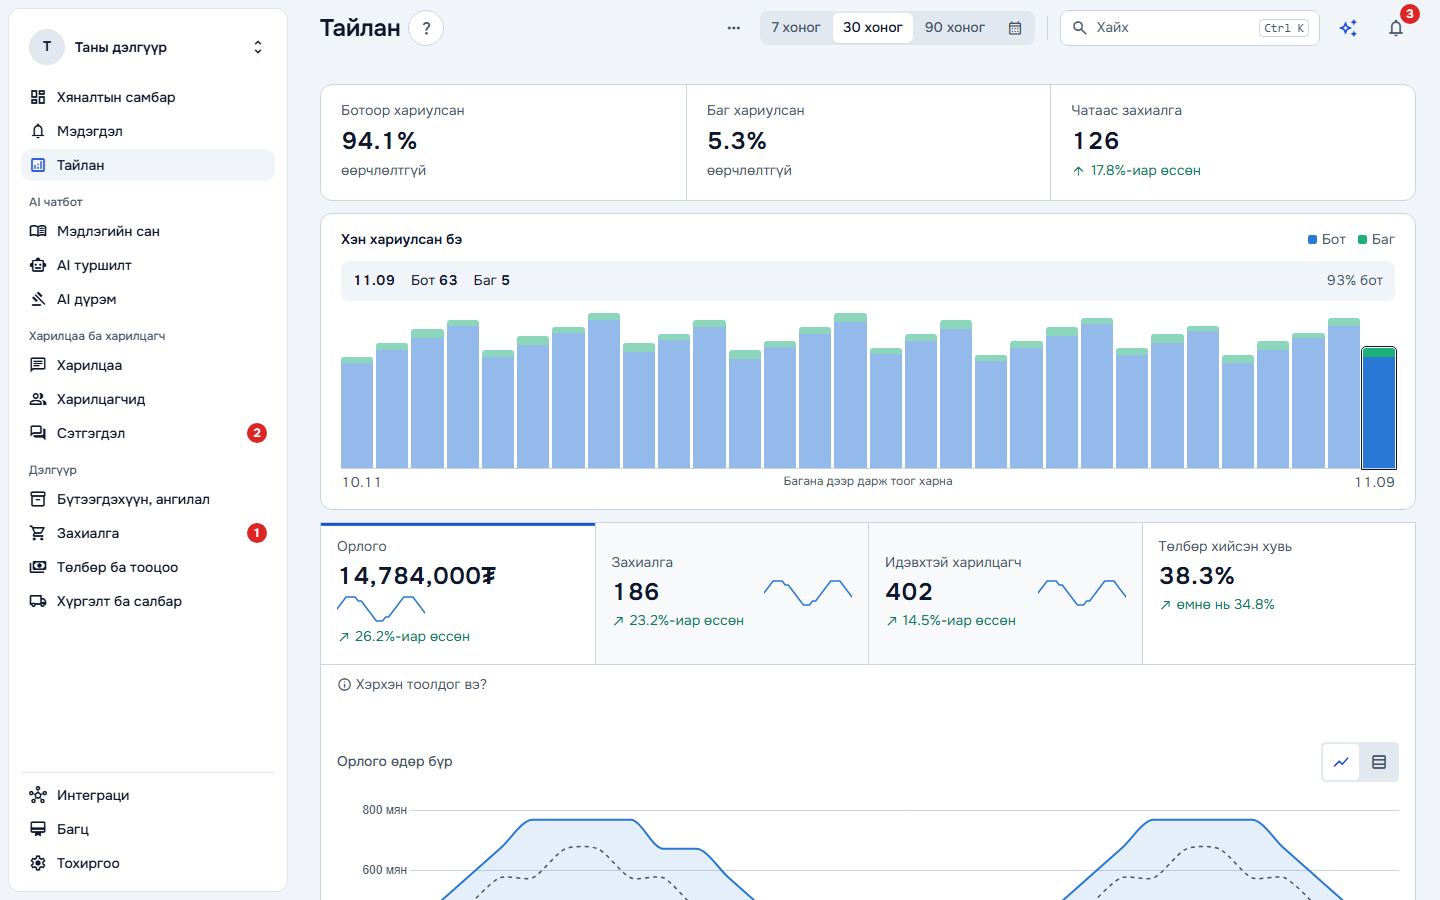 Т Таны дэлгүүр
Хяналтын самбар
Мэдэгдэл
Тайлан
AI чатбот
Мэдлэгийн сан
AI туршилт
AI дүрэм
Харилцаа ба харилцагч
Харилцаа
Харилцагчид
Сэтгэгдэл 2
Дэлгүүр
Бүтээгдэхүүн, ангилал
Захиалга 1
Төлбөр ба тооцоо
Хүргэлт ба салбар
Интеграци
Багц
Тохиргоо
Тайлан ?
7 хоног 30 хоног 90 хоног
Хайх Ctrl K
3
Ботоор хариулсан
94.1%
өөрчлөлтгүй
Баг хариулсан
5.3%
өөрчлөлтгүй
Чатаас захиалга
126
↑ 17.8%-иар өссөн
Хэн хариулсан бэ
Бот Баг
11.09 Бот 63 Баг 5 93% бот
10.11 Багана дээр дарж тоог харна 11.09
Орлого
14,784,000₮
↗ 26.2%-иар өссөн
Захиалга
186
↗ 23.2%-иар өссөн
Идэвхтэй харилцагч
402
↗ 14.5%-иар өссөн
Төлбөр хийсэн хувь
38.3%
↗ өмнө нь 34.8%
Хэрхэн тоолдог вэ?
Орлого өдөр бүр
800 мян
600 мян